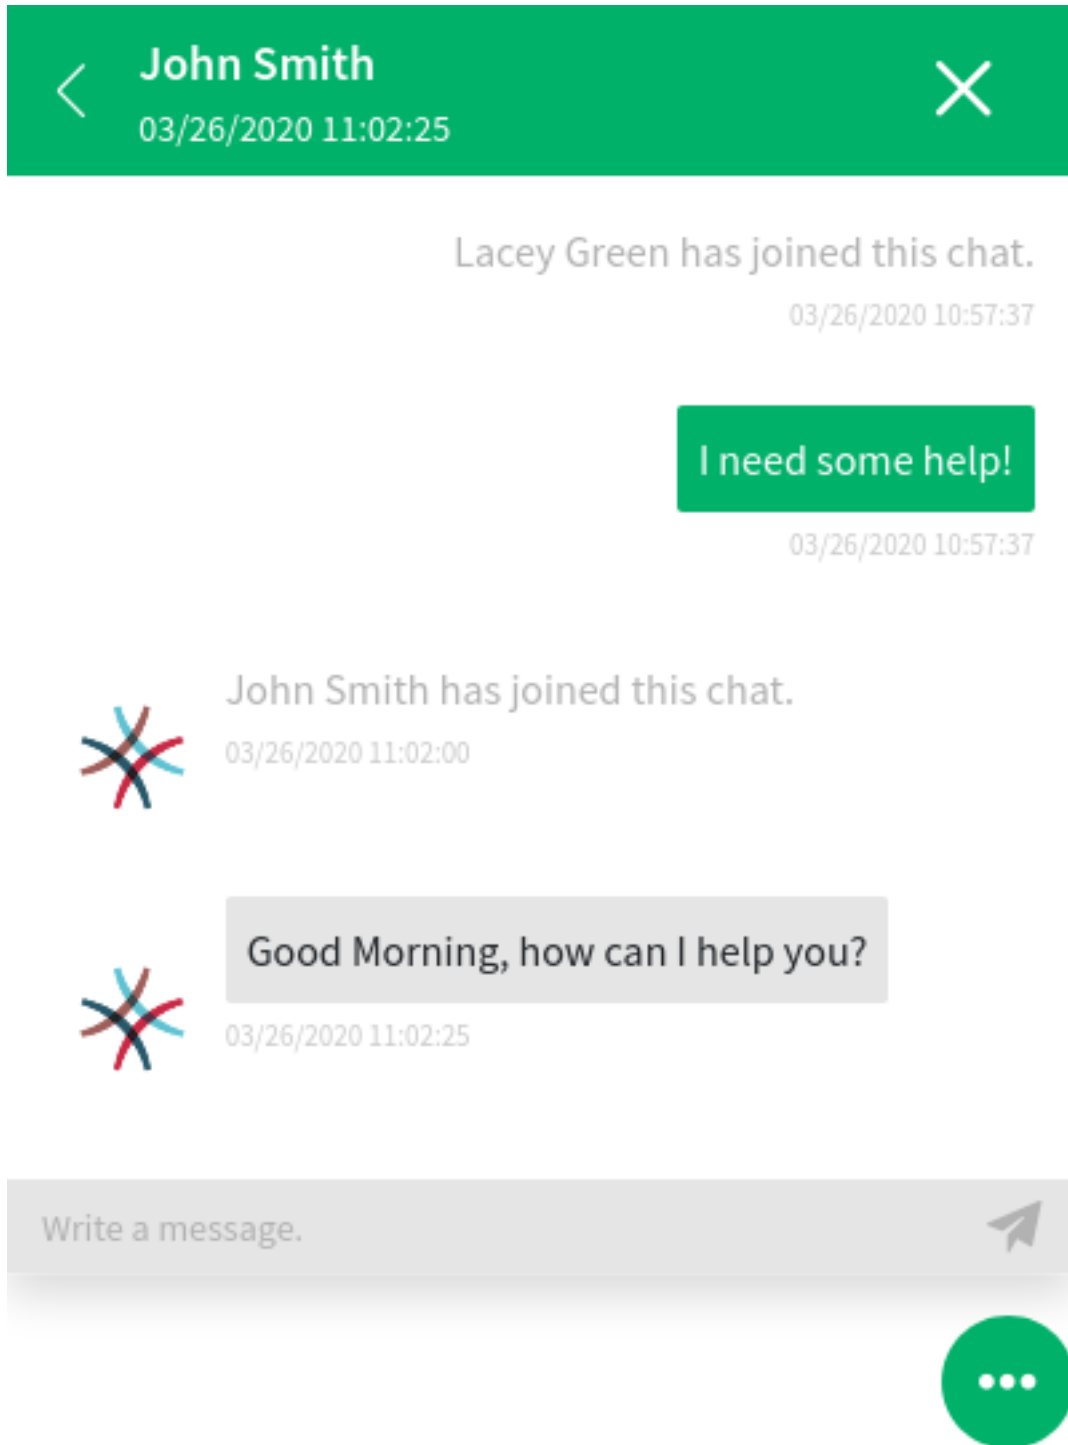 John Smith
03/26/2020 11:02:25
Lacey Green has joined this chat.
03/26/2020 10:57:37
I need some help!
03/26/2020 10:57:37
John Smith has joined this chat.
03/26/2020 11:02:00
Good Morning, how can I help you?
03/26/2020 11:02:25
Write a message.